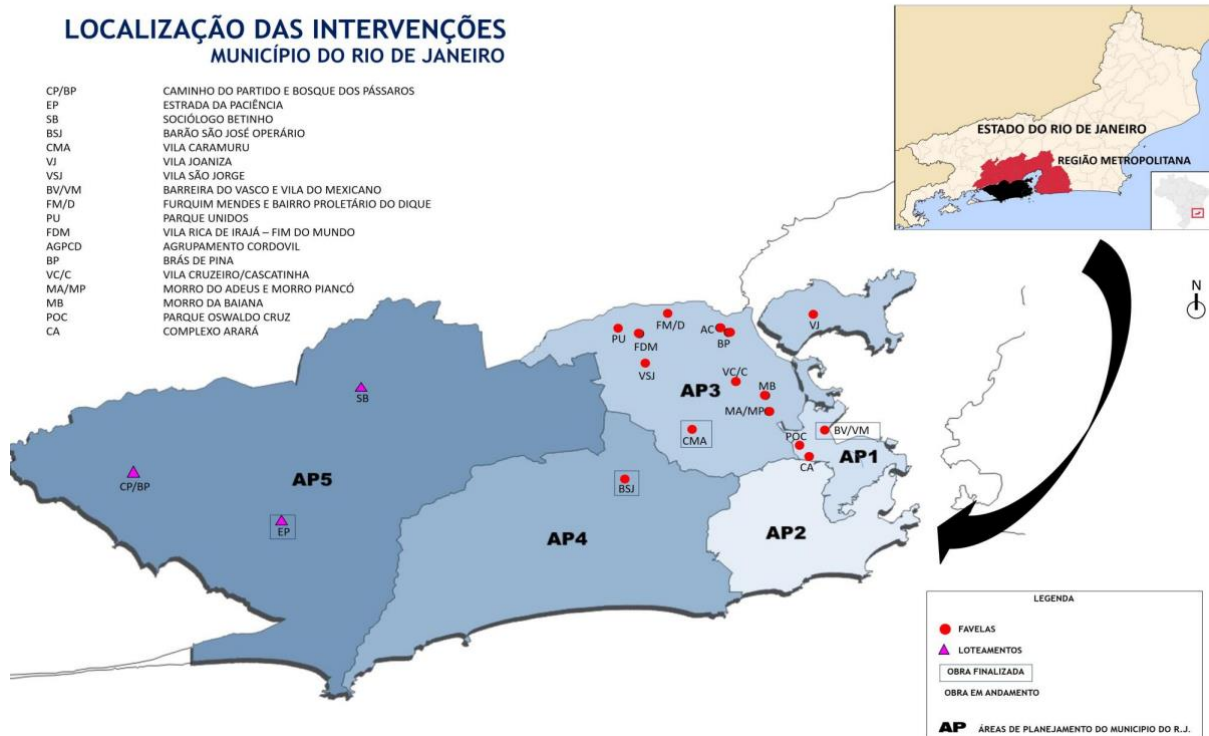 LOCALIZAÇÃO DAS INTERVENÇÕES
MUNICÍPIO DO RIO DE JANEIRO
CP/BP CAMINHO DO PARTIDO E BOSQUE DOS PÁSSAROS
EP ESTRADA DA PACIÊNCIA
SB SOCIÓLOGO BETINHO
BSJ BARÃO SÃO JOSÉ OPERÁRIO
CMA VILA CARAMURU
VJ VILA JOANIZA
VSJ VILA SÃO JORGE
BV/VM BARREIRA DO VASCO E VILA DO MEXICANO
FM/D FURQUIM MENDES E BAIRRO PROLETÁRIO DO DIQUE
PU PARQUE UNIDOS
FDM VILA RICA DE IRAJÁ – FIM DO MUNDO
AGPCD AGRUPAMENTO CORDOVIL
BP BRÁS DE PINA
VC/C VILA CRUZEIRO/CASCATINHA
MA/MP MORRO DO ADEUS E MORRO PIANCÓ
MB MORRO DA BAIANA
POC PARQUE OSWALDO CRUZ
CA COMPLEXO ARARÁ
ESTADO DO RIO DE JANEIRO
REGIÃO METROPOLITANA
N
FM/D
PU
FDM
AC
BP
VJ
VSJ
VC/C
AP3
MB
SB
MA/MP
CMA
POC
BV/VM
CA
AP1
CP/BP
AP5
BSJ
EP
AP4
AP2
LEGENDA
FAVELAS
LOTEAMENTOS
OBRA FINALIZADA
OBRA EM ANDAMENTO
AP ÁREAS DE PLANEJAMENTO DO MUNICIPIO DO R.J.